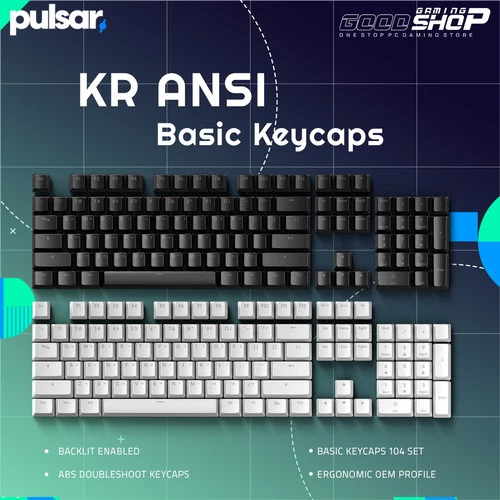 pulsar
GAMING
GOOD SHOP
ONE STOP PC GAMING STORE
KR ANSI
Basic Keycaps
• BACKLIT ENABLED
• BASIC KEYCAPS 104 SET
• ABS DOUBLESHOOT KEYCAPS
• ERGONOMIC OEM PROFILE